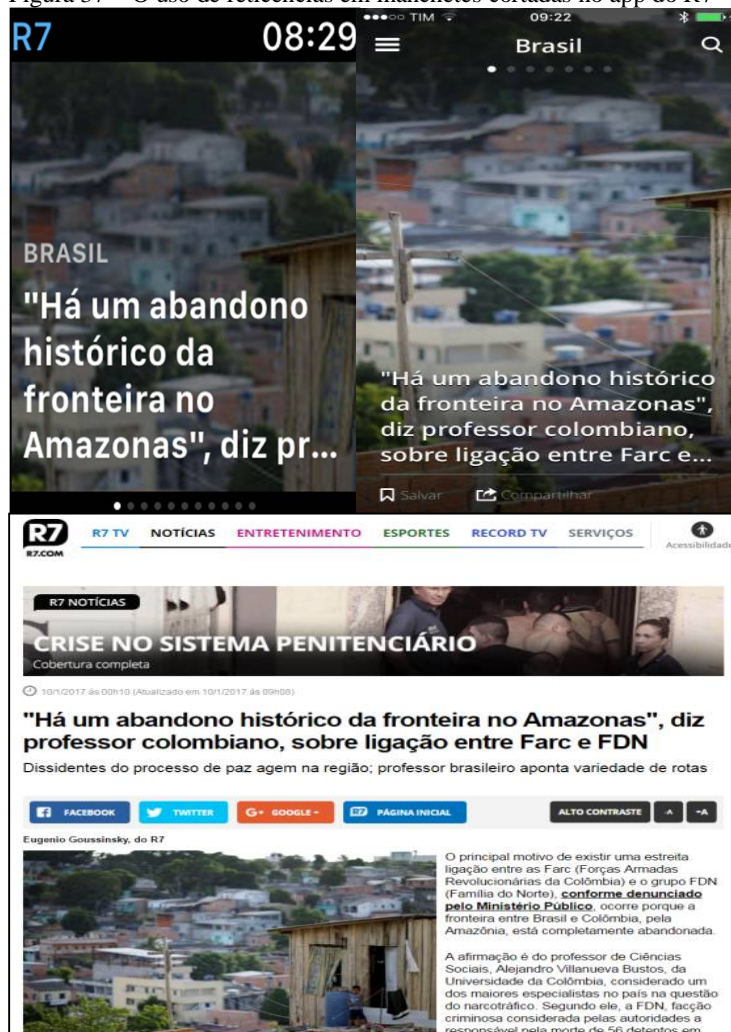 Figura 37 – O uso de reticências em manchetes cortadas no app do R7
R7 08:29
BRASIL
"Há um abandono
histórico da
fronteira no
Amazonas", diz pr...
TIM 09:22
Brasil
"Há um abandono histórico
da fronteira no Amazonas",
diz professor colombiano,
sobre ligação entre Farc e...
Salvar Compartilhar
R7 R7 TV NOTÍCIAS ENTRETENIMENTO ESPORTES RECORD TV SERVIÇOS
R7.COM Acessibilidade
R7 NOTÍCIAS
CRISE NO SISTEMA PENITENCIÁRIO
Cobertura completa
10/1/2017 às 00h10 (Atualizado em 10/1/2017 às 09h08)
"Há um abandono histórico da fronteira no Amazonas", diz
professor colombiano, sobre ligação entre Farc e FDN
Dissidentes do processo de paz agem na região; professor brasileiro aponta variedade de rotas
FACEBOOK TWITTER G+ GOOGLE+ R7 PÁGINA INICIAL ALTO CONTRASTE -A +A
Eugenio Goussinsky, do R7
O principal motivo de existir uma estreita
ligação entre as Farc (Forças Armadas
Revolucionárias da Colômbia) e o grupo FDN
(Família do Norte), conforme denunciado
pelo Ministério Público, ocorre porque a
fronteira entre Brasil e Colômbia, pela
Amazônia, está completamente abandonada.
A afirmação é do professor de Ciências
Sociais, Alejandro Villanueva Bustos, da
Universidade da Colômbia, considerado um
dos maiores especialistas no país na questão
do narcotráfico. Segundo ele, a FDN, facção
criminosa considerada pelas autoridades a
responsável pela morte de 56 detentos em